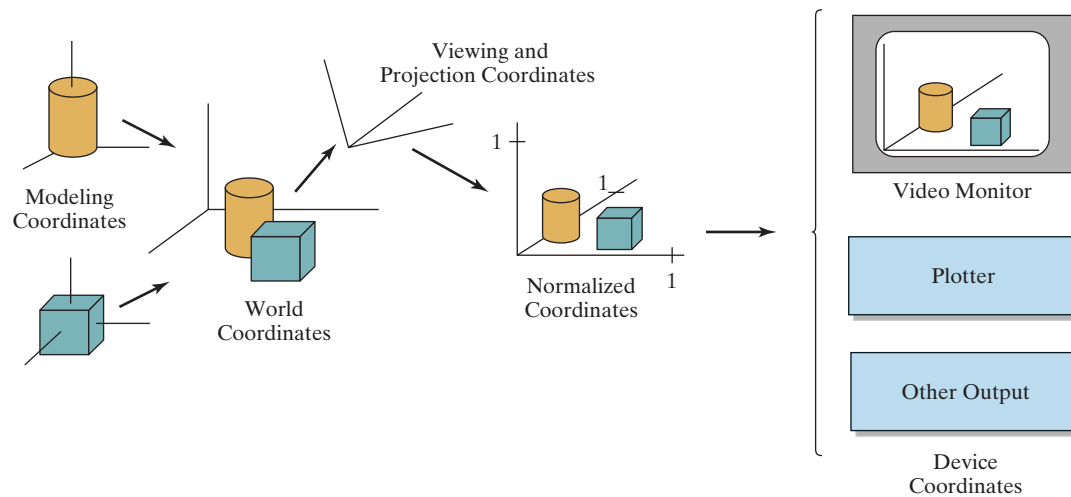 Modeling
Coordinates
World
Coordinates
Viewing and
Projection Coordinates
1
1
1
Normalized
Coordinates
Video Monitor
Plotter
Other Output
Device
Coordinates